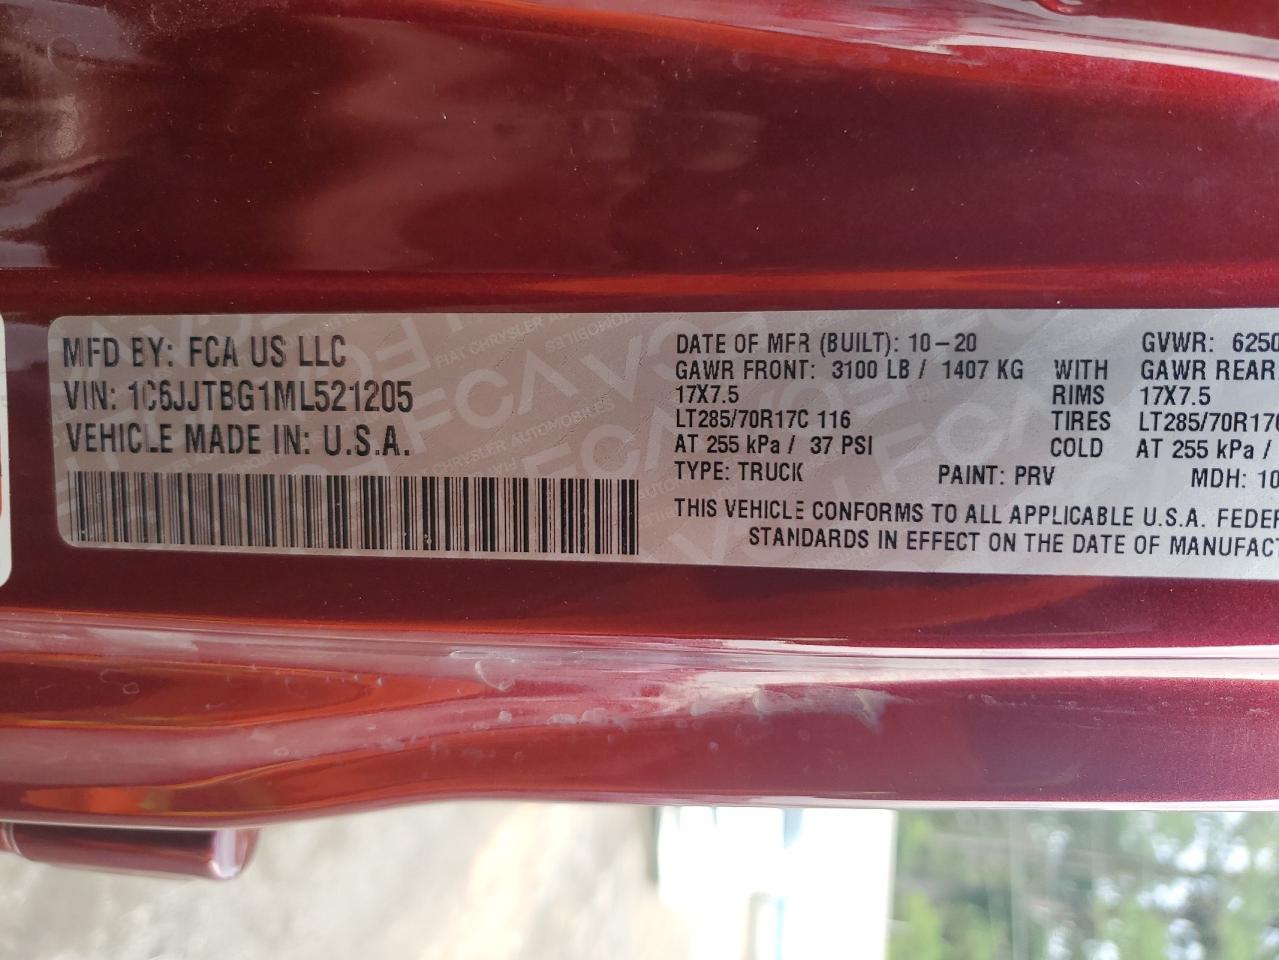 MFD BY: FCA US LLC
VIN: 1C6JJTBG1ML521205
VEHICLE MADE IN: U.S.A.
DATE OF MFR (BUILT): 10-20 GVWR: 6250
GAWR FRONT: 3100 LB / 1407 KG WITH GAWR REAR
17X7.5 RIMS 17X7.5
LT285/70R17C 116 TIRES LT285/70R17C
AT 255 kPa / 37 PSI COLD AT 255 kPa /
TYPE: TRUCK PAINT: PRV MDH: 10
THIS VEHICLE CONFORMS TO ALL APPLICABLE U.S.A. FEDER
STANDARDS IN EFFECT ON THE DATE OF MANUFACT